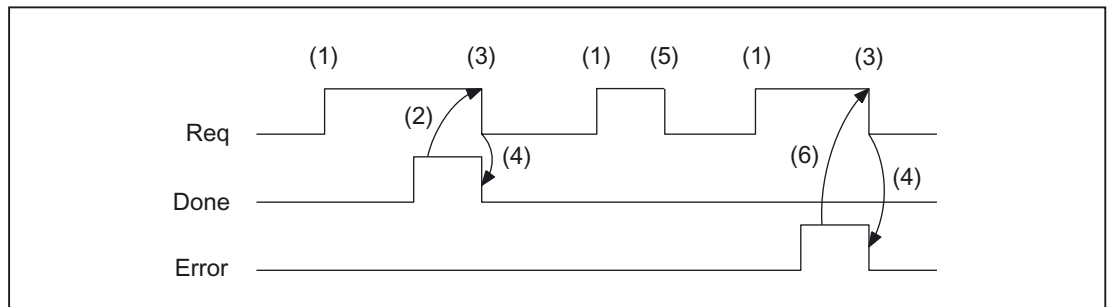 (1) (3) (1) (5) (1) (3)
Req (2) (6)
(4) (4)
Done
Error